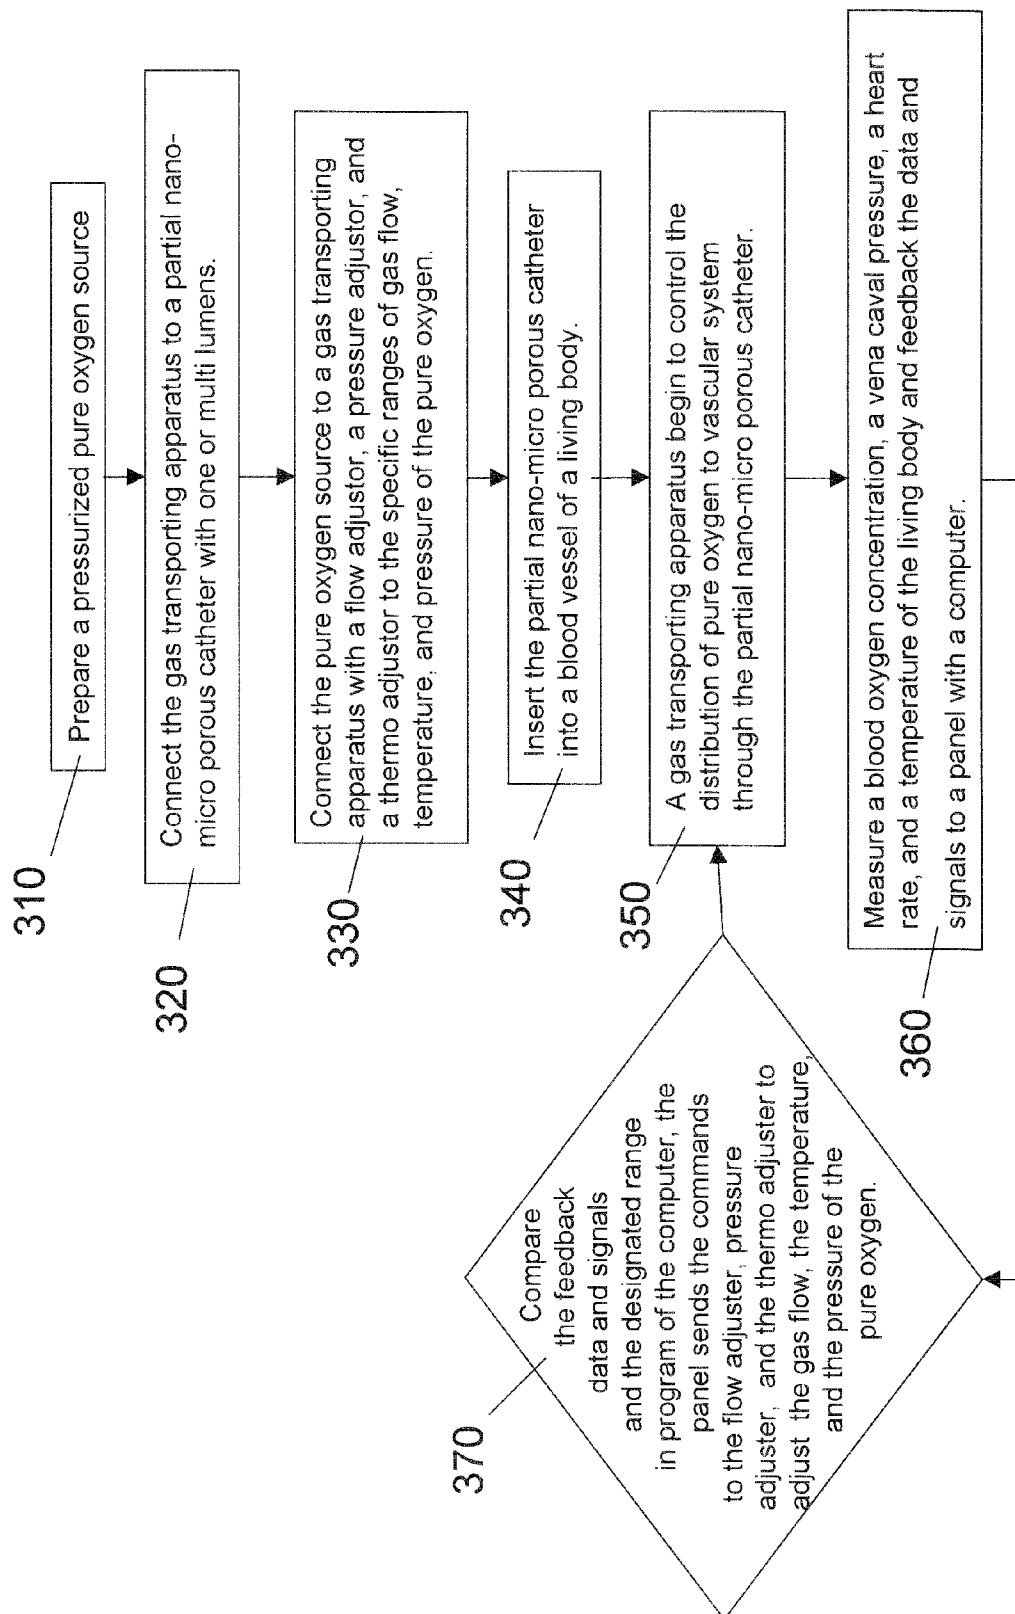 310
Prepare a pressurized pure oxygen source
320
Connect the gas transporting apparatus to a partial nano-
micro porous catheter with one or multi lumens.
330
Connect the pure oxygen source to a gas transporting
apparatus with a flow adjustor, a pressure adjustor, and
a thermo adjustor to the specific ranges of gas flow,
temperature, and pressure of the pure oxygen.
340
Insert the partial nano-micro porous catheter
into a blood vessel of a living body.
350
A gas transporting apparatus begin to control the
distribution of pure oxygen to vascular system
through the partial nano-micro porous catheter.
360
Measure a blood oxygen concentration, a vena caval pressure, a heart
rate, and a temperature of the living body and feedback the data and
signals to a panel with a computer.
370
Compare
the feedback
data and signals
and the designated range
in program of the computer, the
panel sends the commands
to the flow adjuster, pressure
adjuster, and the thermo adjuster to
adjust the gas flow, the temperature,
and the pressure of the
pure oxygen.